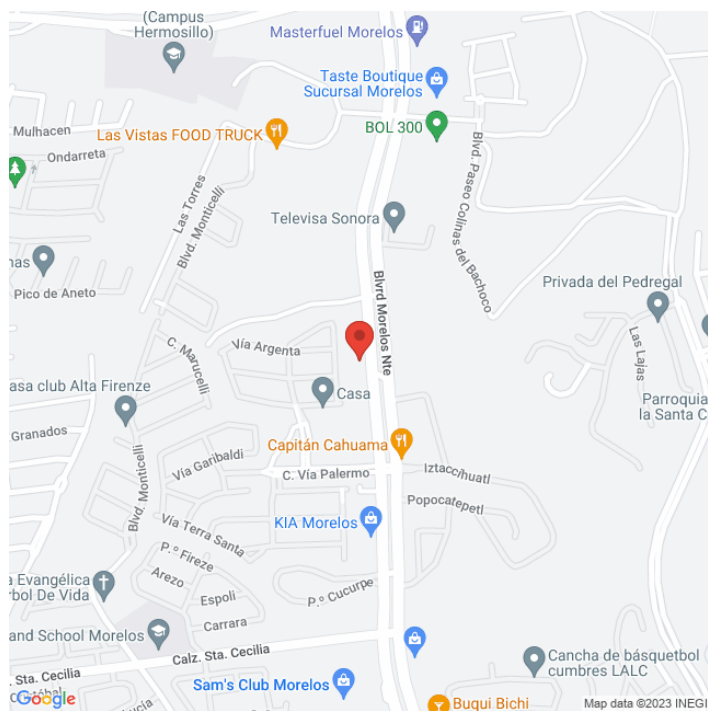 (Campus
Hermosillo)
Masterfuel Morelos
Taste Boutique
Sucursal Morelos
Mulhacen
Las Vistas FOOD TRUCK
BOL 300
Ondarreta
Las Torres
Blvd. Monticelli
Blvd. Paseo Colinas del Bachoco
Televisa Sonora
nas
Pico de Aneto
Blvrd Morelos Nte
Privada del Pedregal
Vía Argenta
C. Marucelli
Las Lajas
asa club Alta Firenze
Casa
Parroquia
la Santa C
Granados
Capitán Cahuama
Vía Garibaldi
Iztaccíhuatl
C. Vía Palermo
Blvd. Monticelli
Popocatepetl
KIA Morelos
Vía Terra Santa
P.º Fireze
a Evangélica
rbol De Vida
Arezo
P.º Cucurpe
Espoli
Carrara
and School Morelos
Calz. Sta. Cecilia
. Sta. Cecilia
Cancha de básquetbol
cumbres LALC
Sam's Club Morelos
tóbal
Lucía
Buqui Bichi
Google
Map data ©2023 INEGI